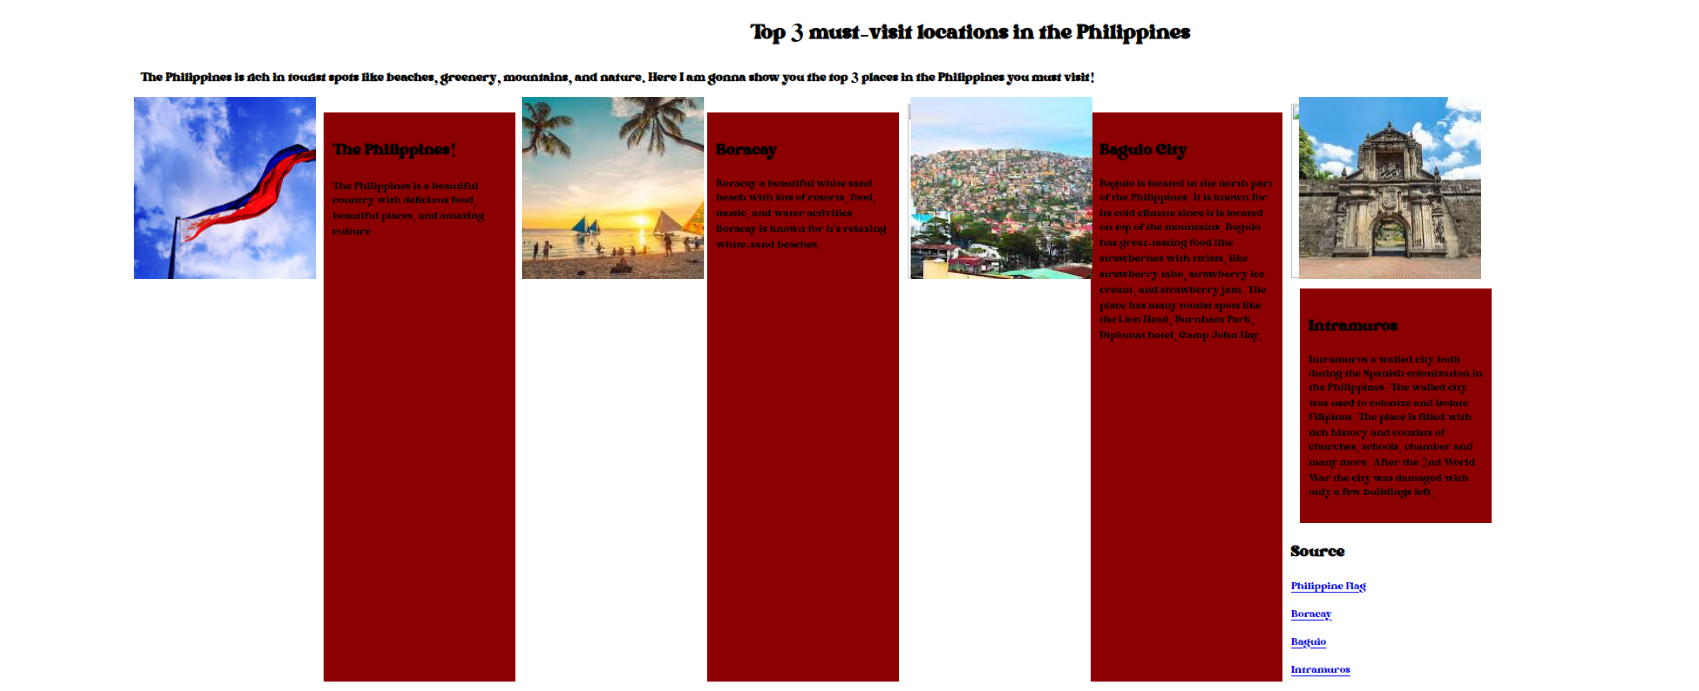 Top 3 must-visit locations in the Philippines
The Philippines is rich in tourist spots like beaches, greenery, mountains, and nature. Here I am gonna show you the top 3 places in the Philippines you must visit!
The Philippines!
The Philippines is a beautiful
country with delicious food,
beautiful places, and amazing
culture
Boracay
Boracay a beautiful white sand
beach with lots of resorts, food,
music, and water activities
Boracay is known for it's relaxing
white-sand beaches.
Baguio City
Baguio is located in the north part
of the Philippines. It is known for
its cold climate since it is located
on top of the mountains. Baguio
has great-tasting food like
strawberries with twists, like
strawberry taho, strawberry ice
cream, and strawberry jam. The
place has many tourist spots like
the Lion Head, Burnham Park,
Diplomat hotel, Camp John Hay.
Intramuros
Intramuros a walled city built
during the Spanish colonization in
the Philippines. The walled city
was used to colonize and isolate
Filipinos. The place is filled with
rich history and consists of
churches, schools, chamber and
many more. After the 2nd World
War the city was damaged with
only a few buildings left.
Source
Philippine Flag
Boracay
Baguio
Intramuros